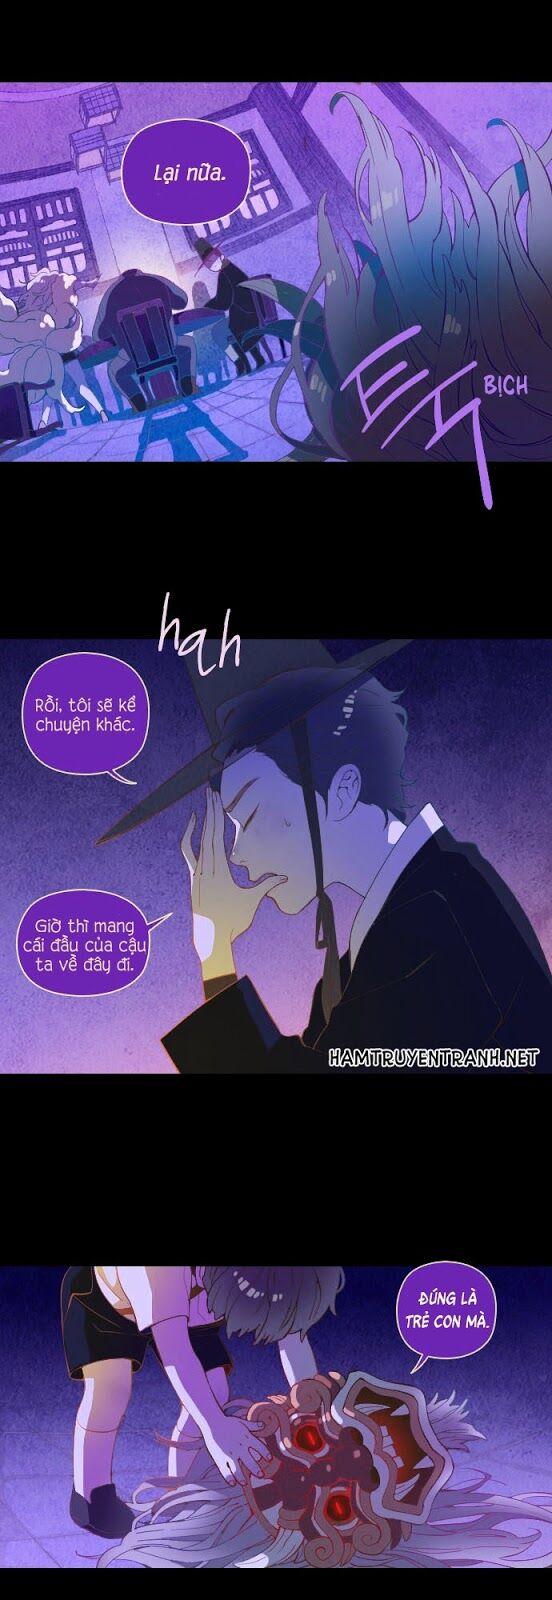 Lại nữa.
BỊCH
hah
Rồi, tôi sẽ kể
chuyện khác.
Giờ thì mang
cái đầu của cậu
ta về đây đi.
HAMTRUYENTRANH.NET
ĐÚNG LÀ
TRẺ CON MÀ.